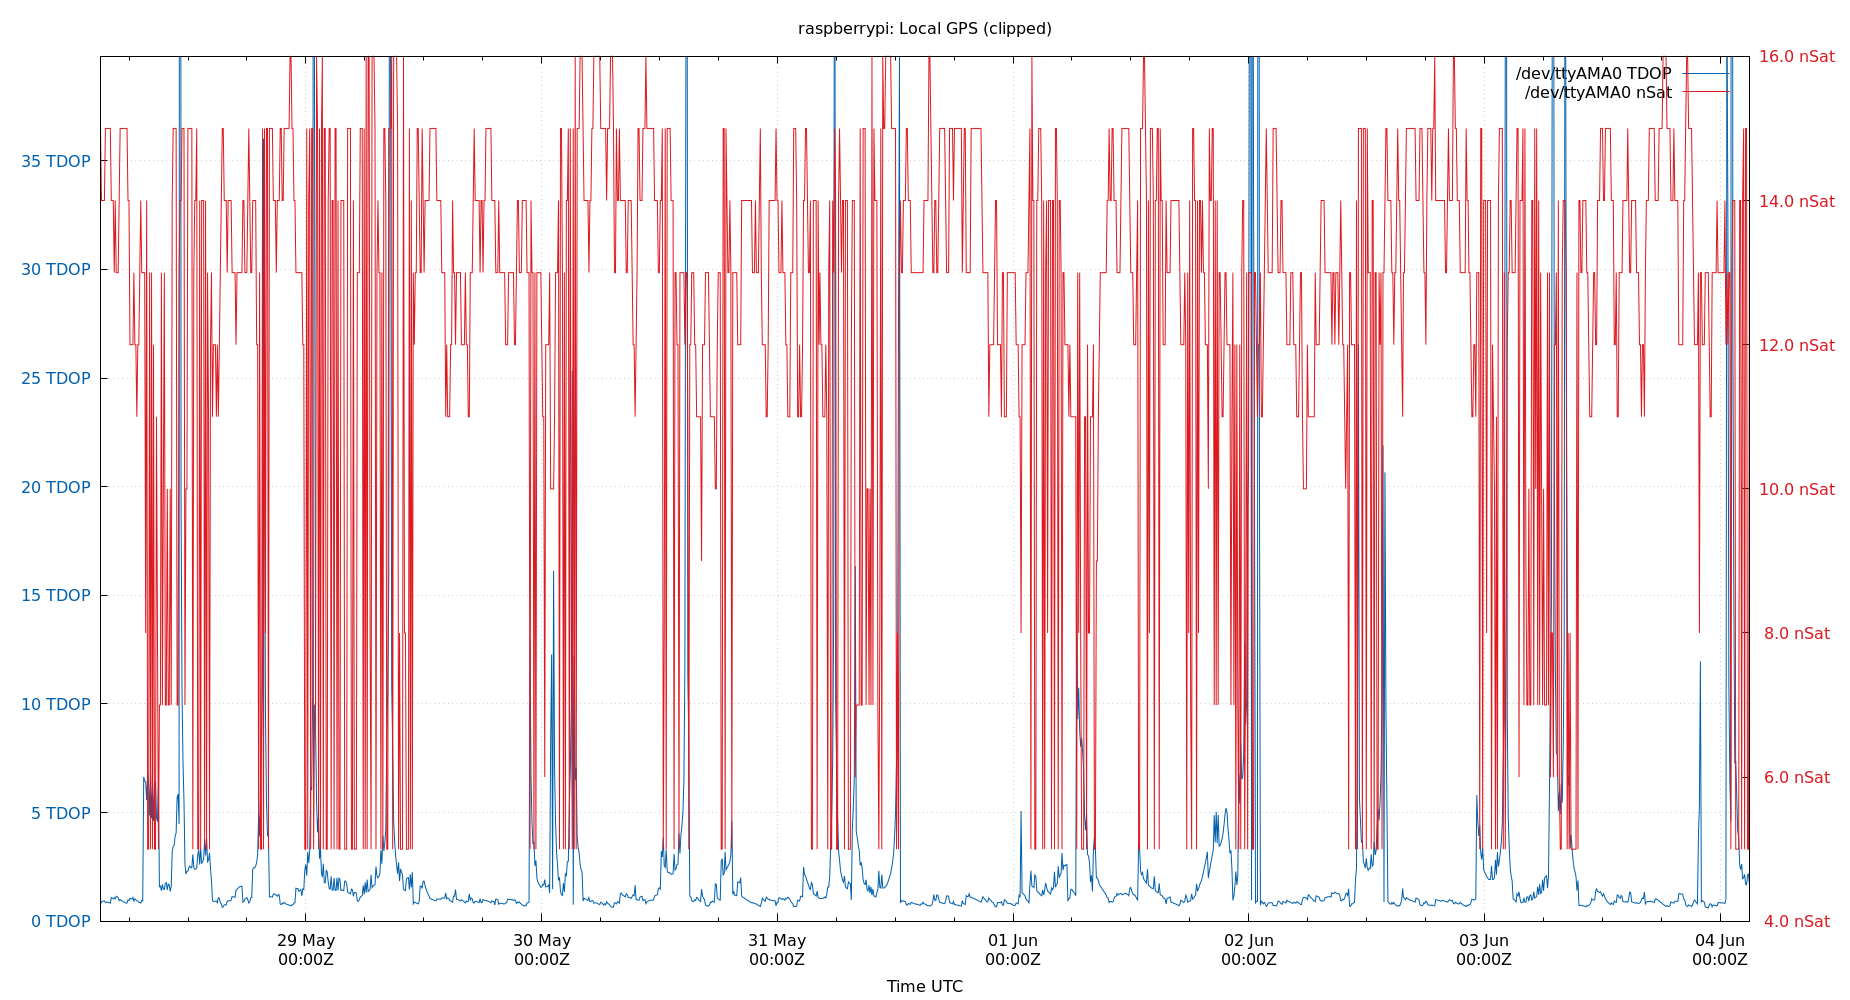 raspberrypi: Local GPS (clipped)
/dev/ttyAMA0 TDOP
/dev/ttyAMA0 nSat
35 TDOP
30 TDOP
25 TDOP
20 TDOP
15 TDOP
10 TDOP
5 TDOP
0 TDOP
16.0 nSat
14.0 nSat
12.0 nSat
10.0 nSat
8.0 nSat
6.0 nSat
4.0 nSat
29 May
00:00Z
30 May
00:00Z
31 May
00:00Z
01 Jun
00:00Z
02 Jun
00:00Z
03 Jun
00:00Z
04 Jun
00:00Z
Time UTC